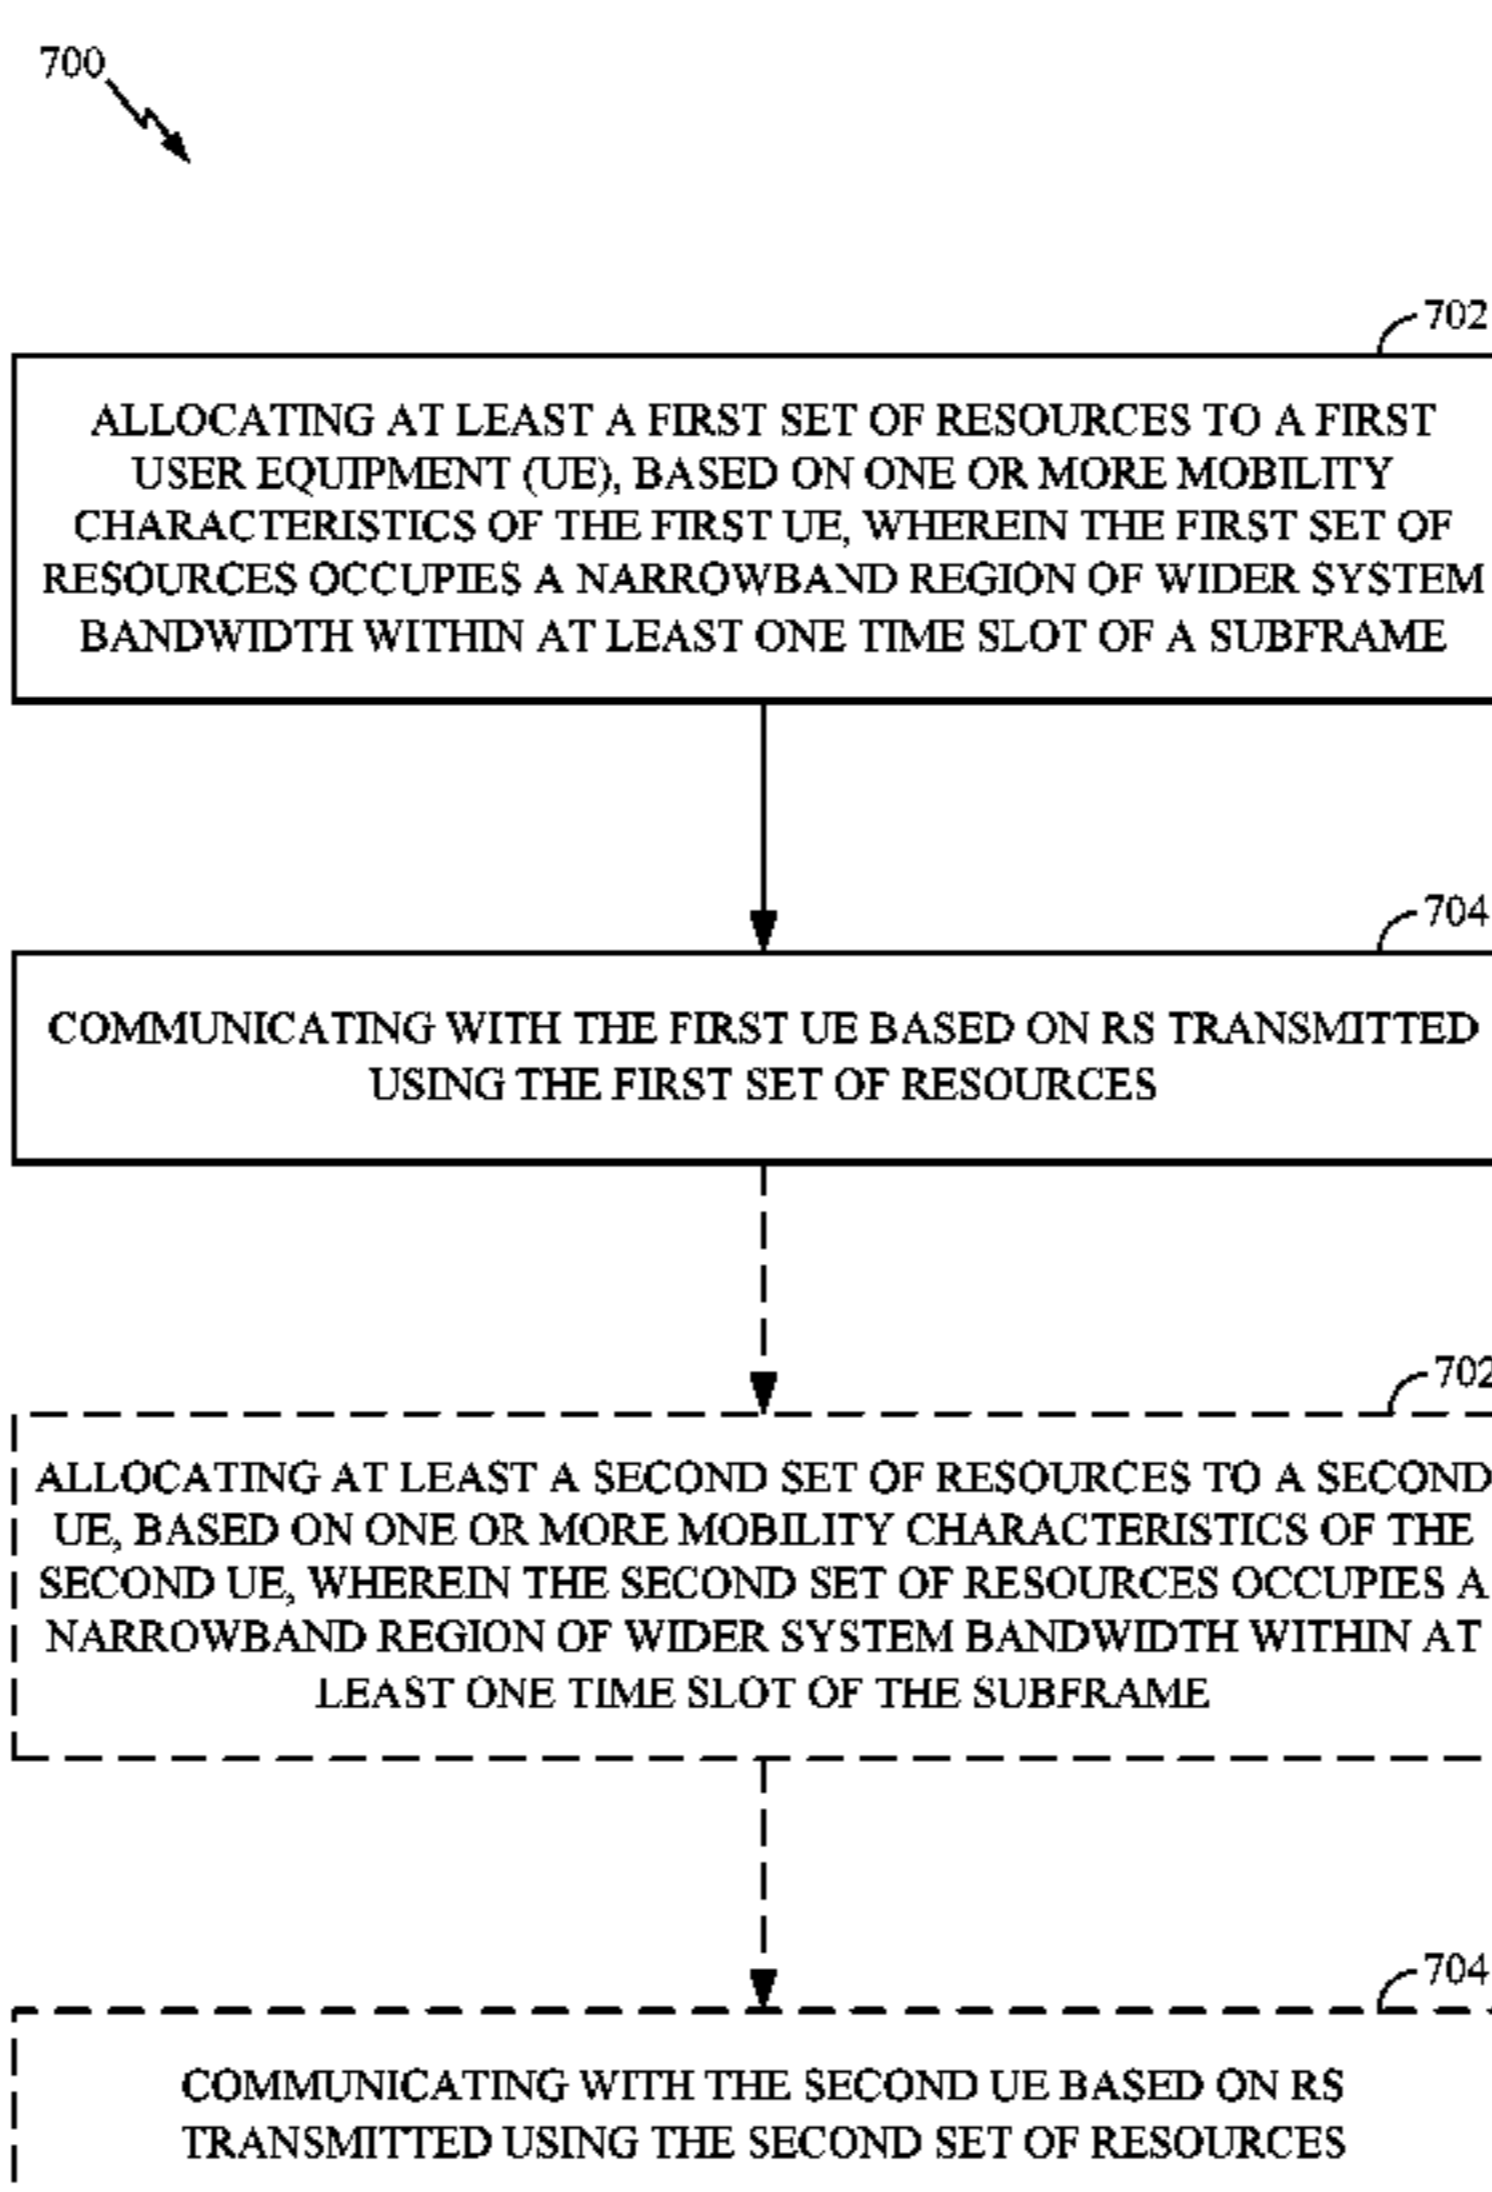 700
702
ALLOCATING AT LEAST A FIRST SET OF RESOURCES TO A FIRST
USER EQUIPMENT (UE), BASED ON ONE OR MORE MOBILITY
CHARACTERISTICS OF THE FIRST UE, WHEREIN THE FIRST SET OF
RESOURCES OCCUPIES A NARROWBAND REGION OF WIDER SYSTEM
BANDWIDTH WITHIN AT LEAST ONE TIME SLOT OF A SUBFRAME
704
COMMUNICATING WITH THE FIRST UE BASED ON RS TRANSMITTED
USING THE FIRST SET OF RESOURCES
702
ALLOCATING AT LEAST A SECOND SET OF RESOURCES TO A SECOND
UE, BASED ON ONE OR MORE MOBILITY CHARACTERISTICS OF THE
SECOND UE, WHEREIN THE SECOND SET OF RESOURCES OCCUPIES A
NARROWBAND REGION OF WIDER SYSTEM BANDWIDTH WITHIN AT
LEAST ONE TIME SLOT OF THE SUBFRAME
704
COMMUNICATING WITH THE SECOND UE BASED ON RS
TRANSMITTED USING THE SECOND SET OF RESOURCES